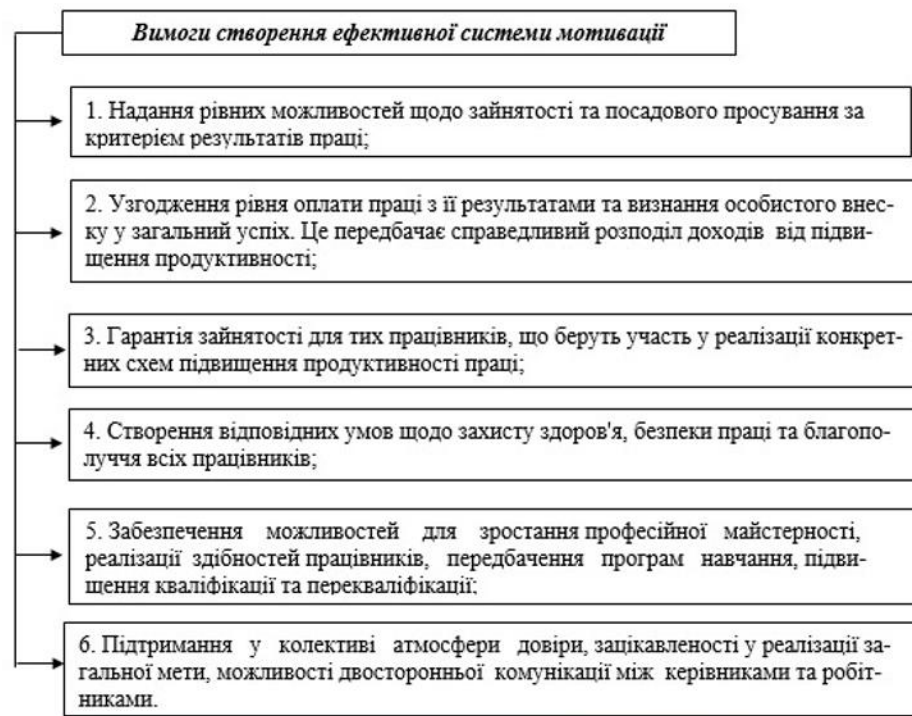 Вимоги створення ефективної системи мотивації
1. Надання рівних можливостей щодо зайнятості та посадового просування за
критерієм результатів праці;
2. Узгодження рівня оплати праці з її результатами та визнання особистого внес-
ку у загальний успіх. Це передбачає справедливий розподіл доходів від підви-
щення продуктивності;
3. Гарантія зайнятості для тих працівників, що беруть участь у реалізації конкрет-
них схем підвищення продуктивності праці;
4. Створення відповідних умов щодо захисту здоров'я, безпеки праці та благопо-
луччя всіх працівників;
5. Забезпечення можливостей для зростання професійної майстерності,
реалізації здібностей працівників, передбачення програм навчання, підви-
щення кваліфікації та перекваліфікації;
6. Підтримання у колективі атмосфери довіри, зацікавленості у реалізації за-
гальної мети, можливості двосторонньої комунікації між керівниками та робіт-
никами.